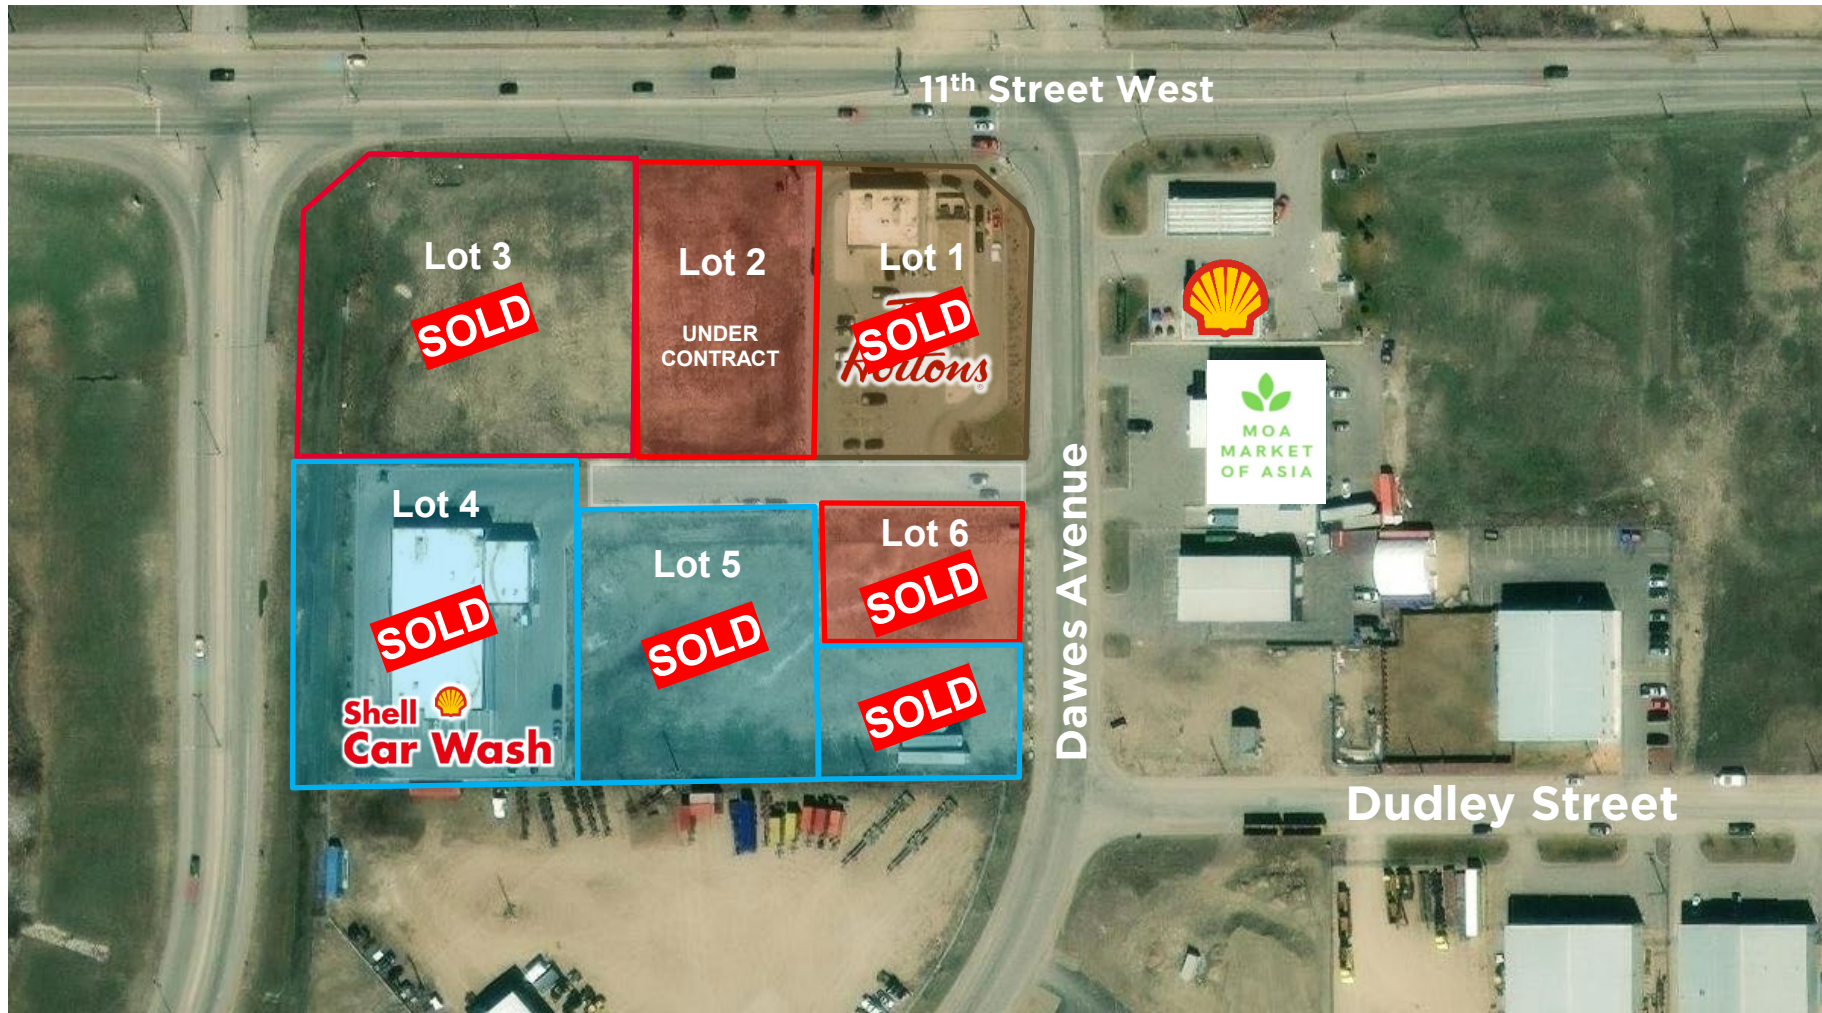 11th Street West
Lot 3
SOLD
Lot 2
UNDER
CONTRACT
Lot 1
SOLD
Hortons
MOA
MARKET
OF ASIA
Lot 4
SOLD
Shell
Car Wash
Lot 5
SOLD
Lot 6
SOLD
SOLD
Dawes Avenue
Dudley Street